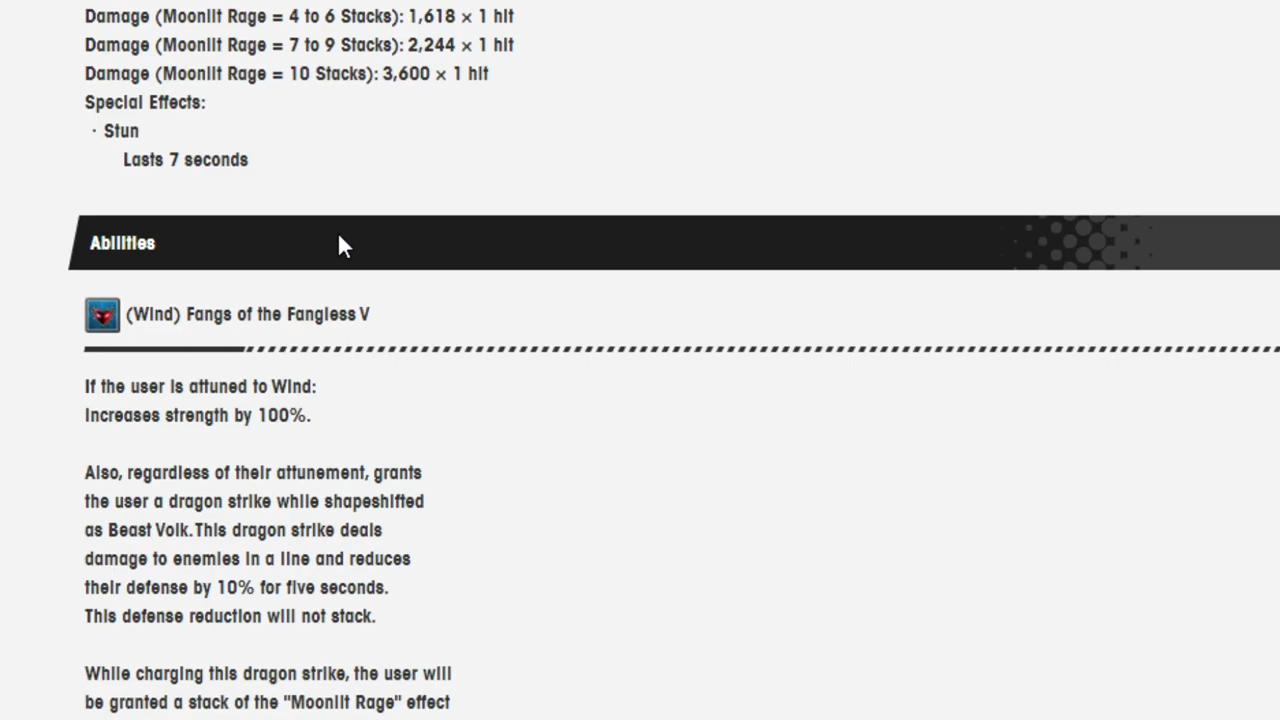 Damage (Moonlit Rage = 4 to 6 Stacks): 1,618 × 1 hit
Damage (Moonlit Rage = 7 to 9 Stacks): 2,244 × 1 hit
Damage (Moonlit Rage = 10 Stacks): 3,600 × 1 hit
Special Effects:
・Stun
Lasts 7 seconds
Abilities
(Wind) Fangs of the Fangless V
If the user is attuned to Wind:
Increases strength by 100%.
Also, regardless of their attunement, grants
the user a dragon strike while shapeshifted
as Beast Volk. This dragon strike deals
damage to enemies in a line and reduces
their defense by 10% for five seconds.
This defense reduction will not stack.
While charging this dragon strike, the user will
be granted a stack of the "Moonlit Rage" effect